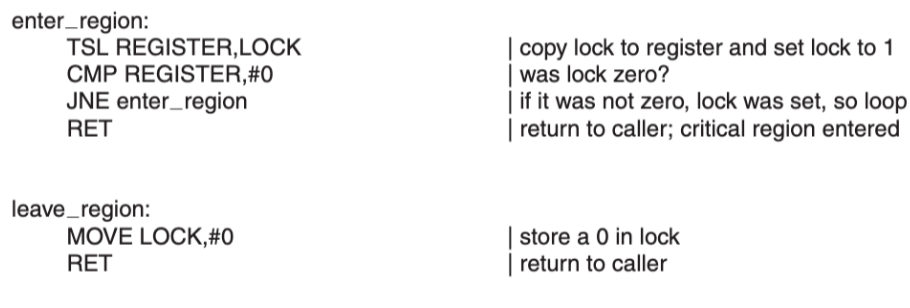 enter_region:
TSL REGISTER,LOCK | copy lock to register and set lock to 1
CMP REGISTER,#0 | was lock zero?
JNE enter_region | if it was not zero, lock was set, so loop
RET | return to caller; critical region entered
leave_region:
MOVE LOCK,#0 | store a 0 in lock
RET | return to caller